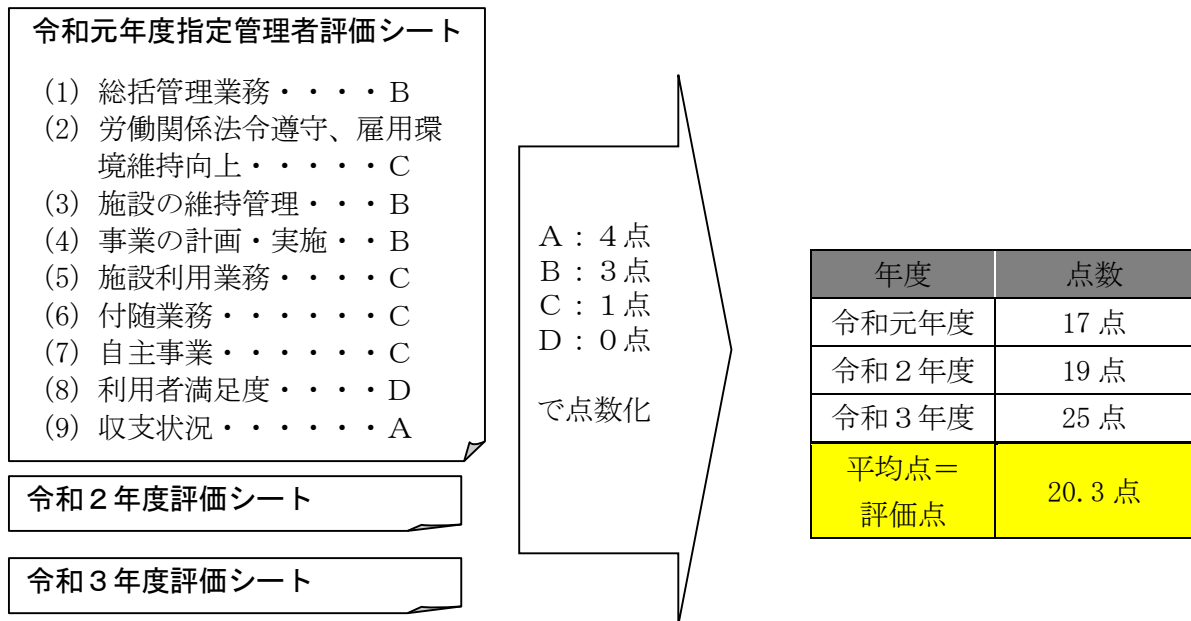 令和元年度指定管理者評価シート
(1) 総括管理業務・・・・Ｂ
(2) 労働関係法令遵守、雇用環
境維持向上・・・・・Ｃ
(3) 施設の維持管理・・・Ｂ
(4) 事業の計画・実施・・Ｂ
(5) 施設利用業務・・・・Ｃ
(6) 付随業務・・・・・・Ｃ
(7) 自主事業・・・・・・Ｃ
(8) 利用者満足度・・・・Ｄ
(9) 収支状況・・・・・・Ａ
令和２年度評価シート
令和３年度評価シート
Ａ：４点
Ｂ：３点
Ｃ：１点
Ｄ：０点
で点数化
年度 点数
令和元年度 17 点
令和２年度 19 点
令和３年度 25 点
平均点＝
評価点 20.3 点